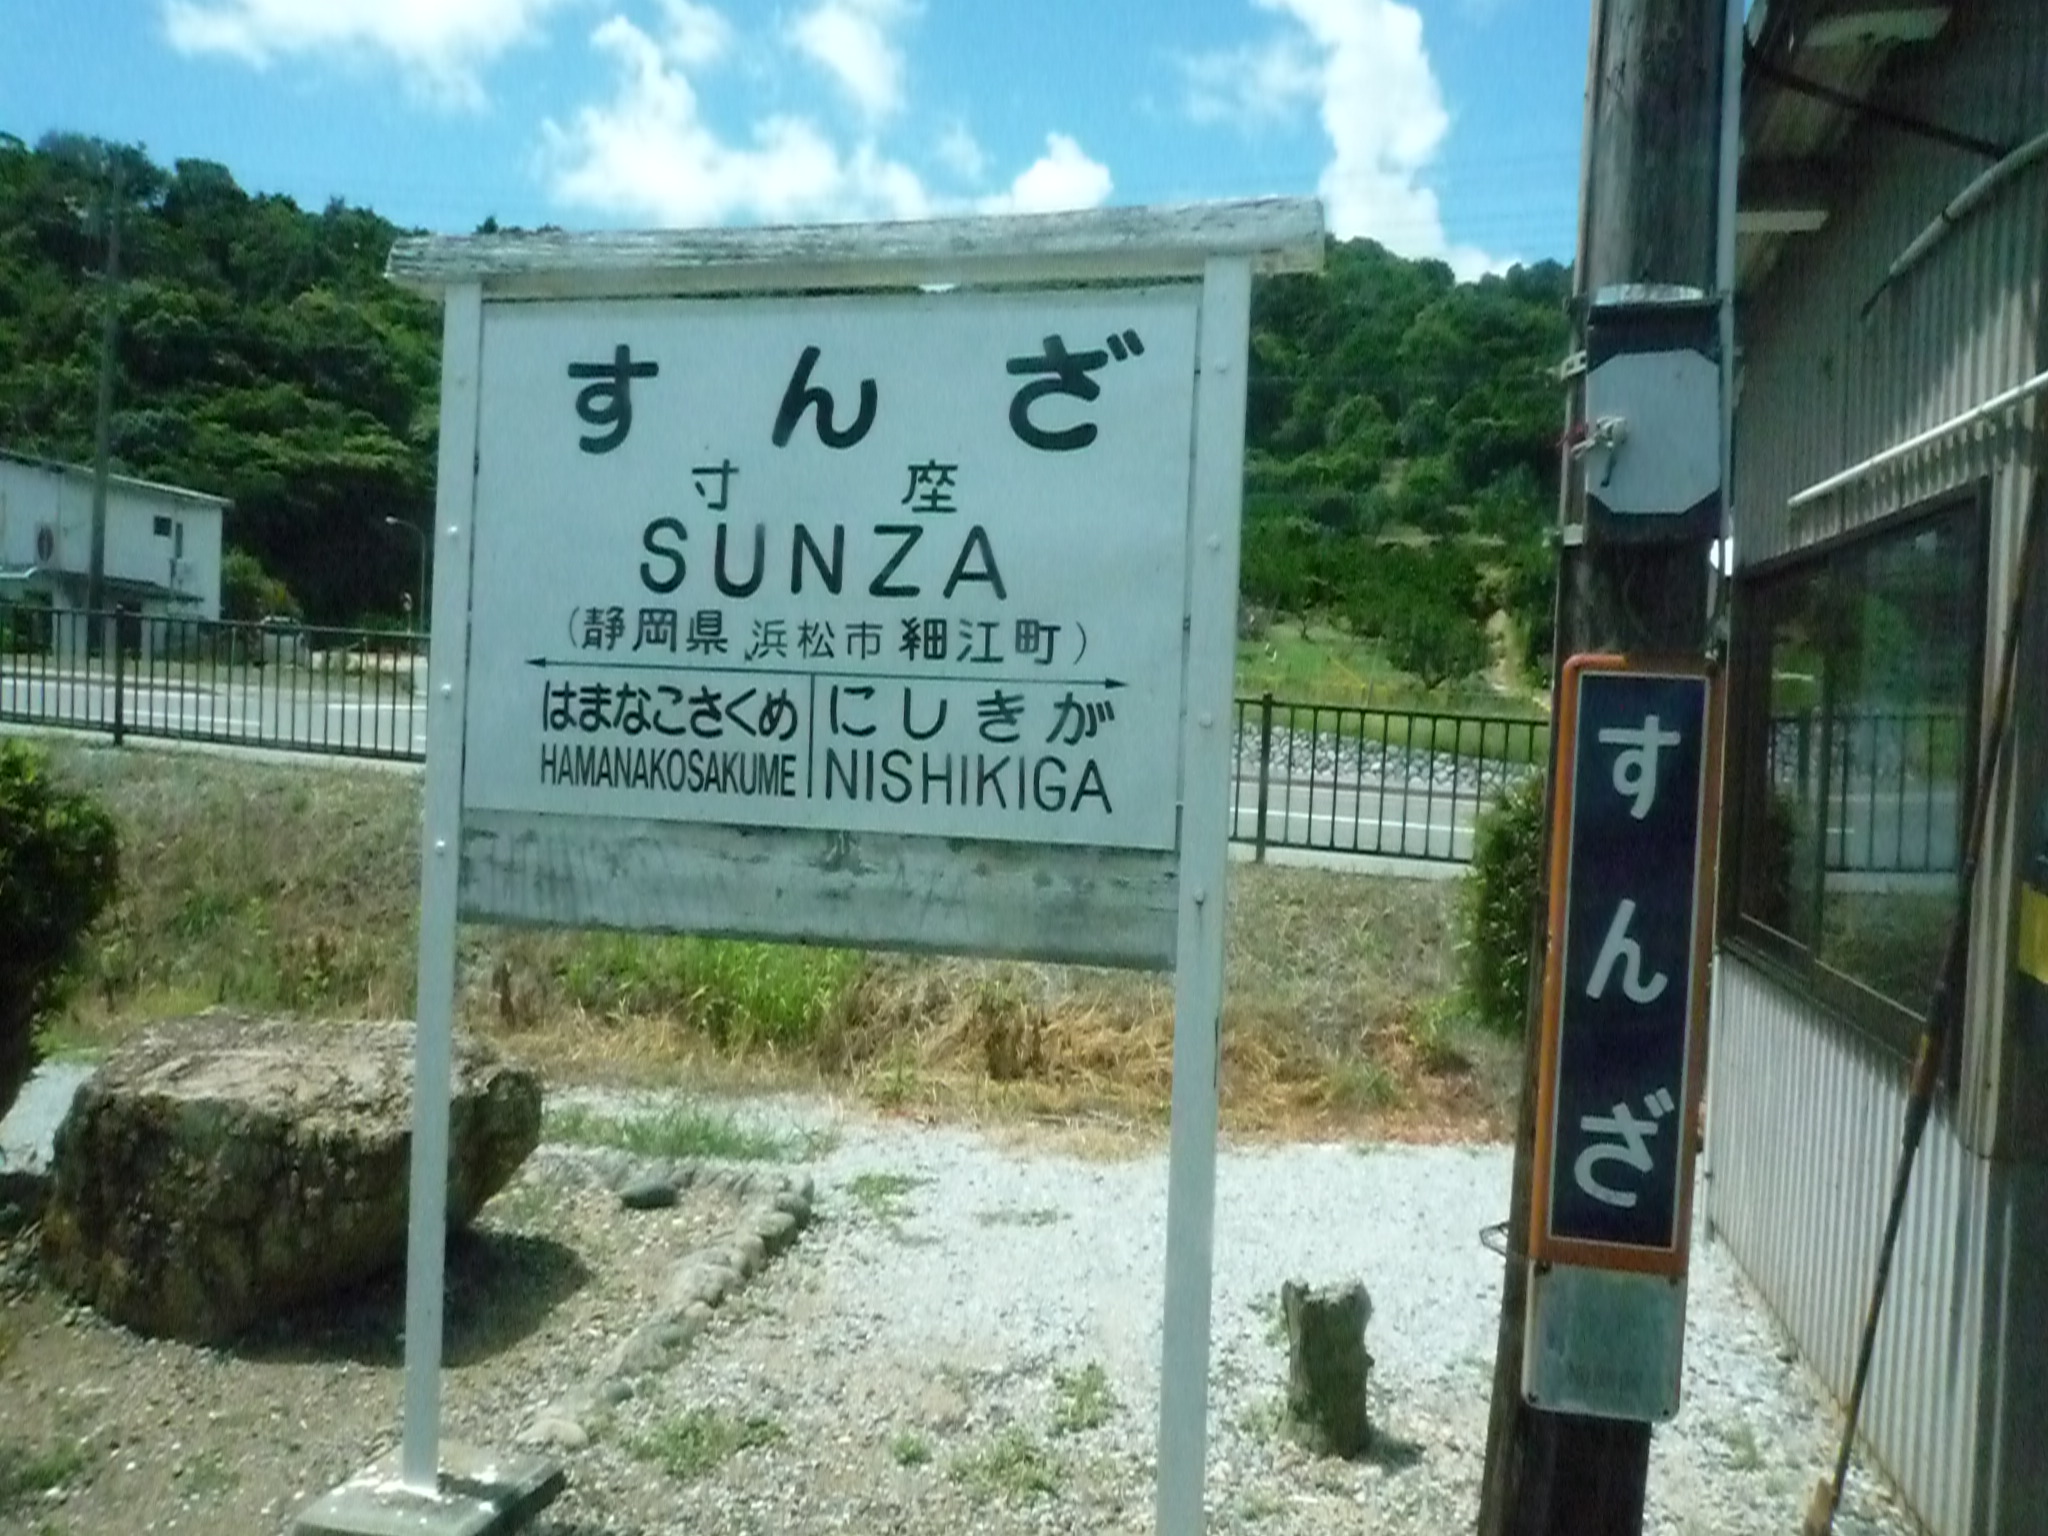 すんざ
寸座
SUNZA
(静岡県 浜松市 細江町)
はまなこさくめ にしきが
HAMANAKOSAKUME NISHIKIGA
すんざ